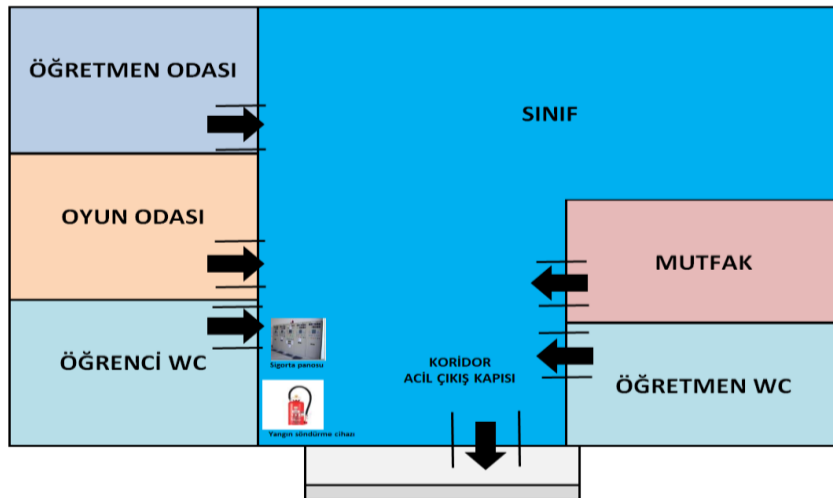 ÖĞRETMEN ODASI
SINIF
OYUN ODASI
MUTFAK
ÖĞRENCİ WC
Sigorta panosu
KORİDOR
ACİL ÇIKIŞ KAPISI
ÖĞRETMEN WC
Yangın söndürme cihazı